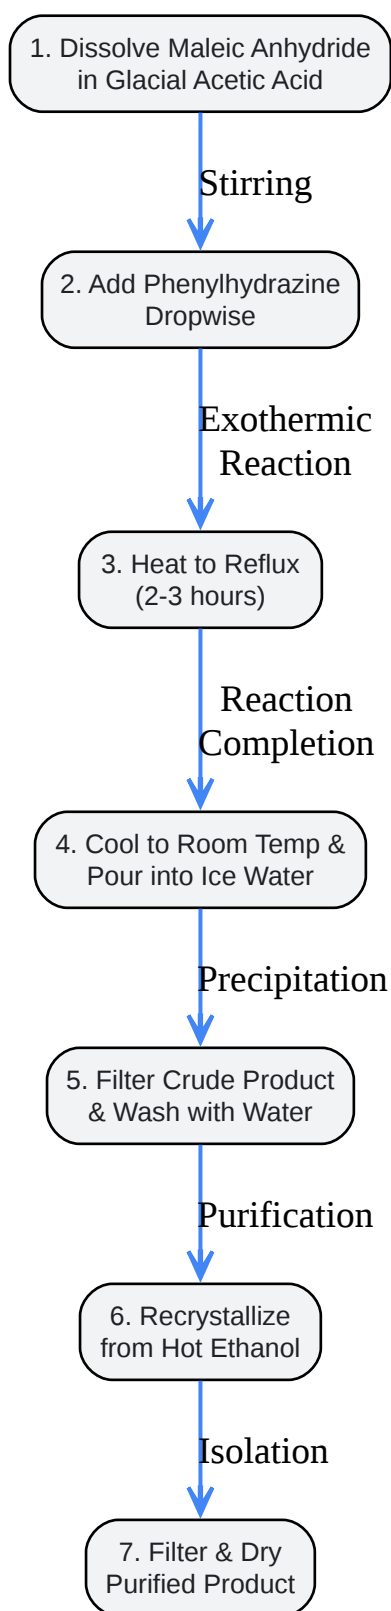 1. Dissolve Maleic Anhydride
in Glacial Acetic Acid
Stirring
2. Add Phenylhydrazine
Dropwise
Exothermic
Reaction
3. Heat to Reflux
(2-3 hours)
Reaction
Completion
4. Cool to Room Temp &
Pour into Ice Water
Precipitation
5. Filter Crude Product
& Wash with Water
Purification
6. Recrystallize
from Hot Ethanol
Isolation
7. Filter & Dry
Purified Product